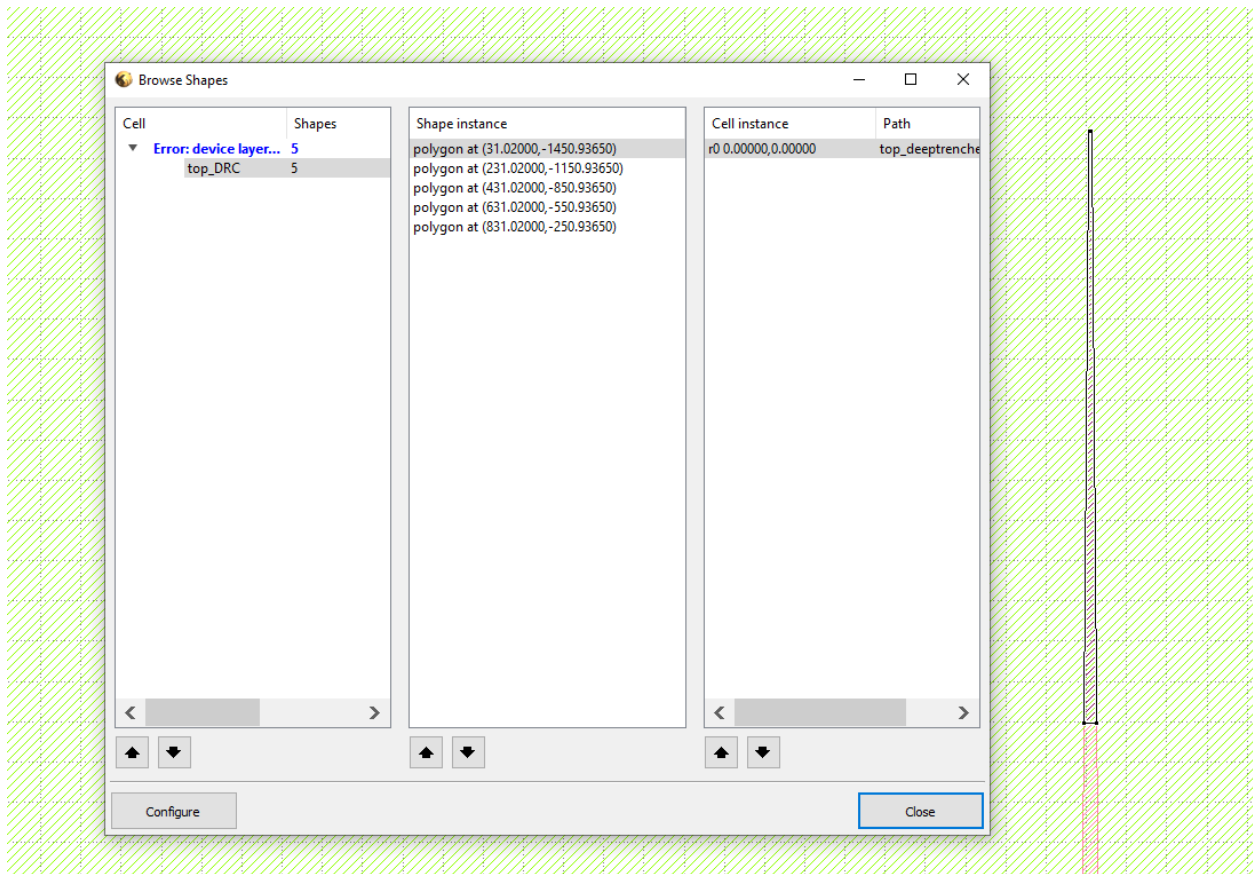 Browse Shapes
Cell Shapes
Error: device layer... 5
top_DRC 5
Shape instance
polygon at (31.02000,-1450.93650)
polygon at (231.02000,-1150.93650)
polygon at (431.02000,-850.93650)
polygon at (631.02000,-550.93650)
polygon at (831.02000,-250.93650)
Cell instance Path
r0 0.00000,0.00000 top_deeptrenche
Configure
Close